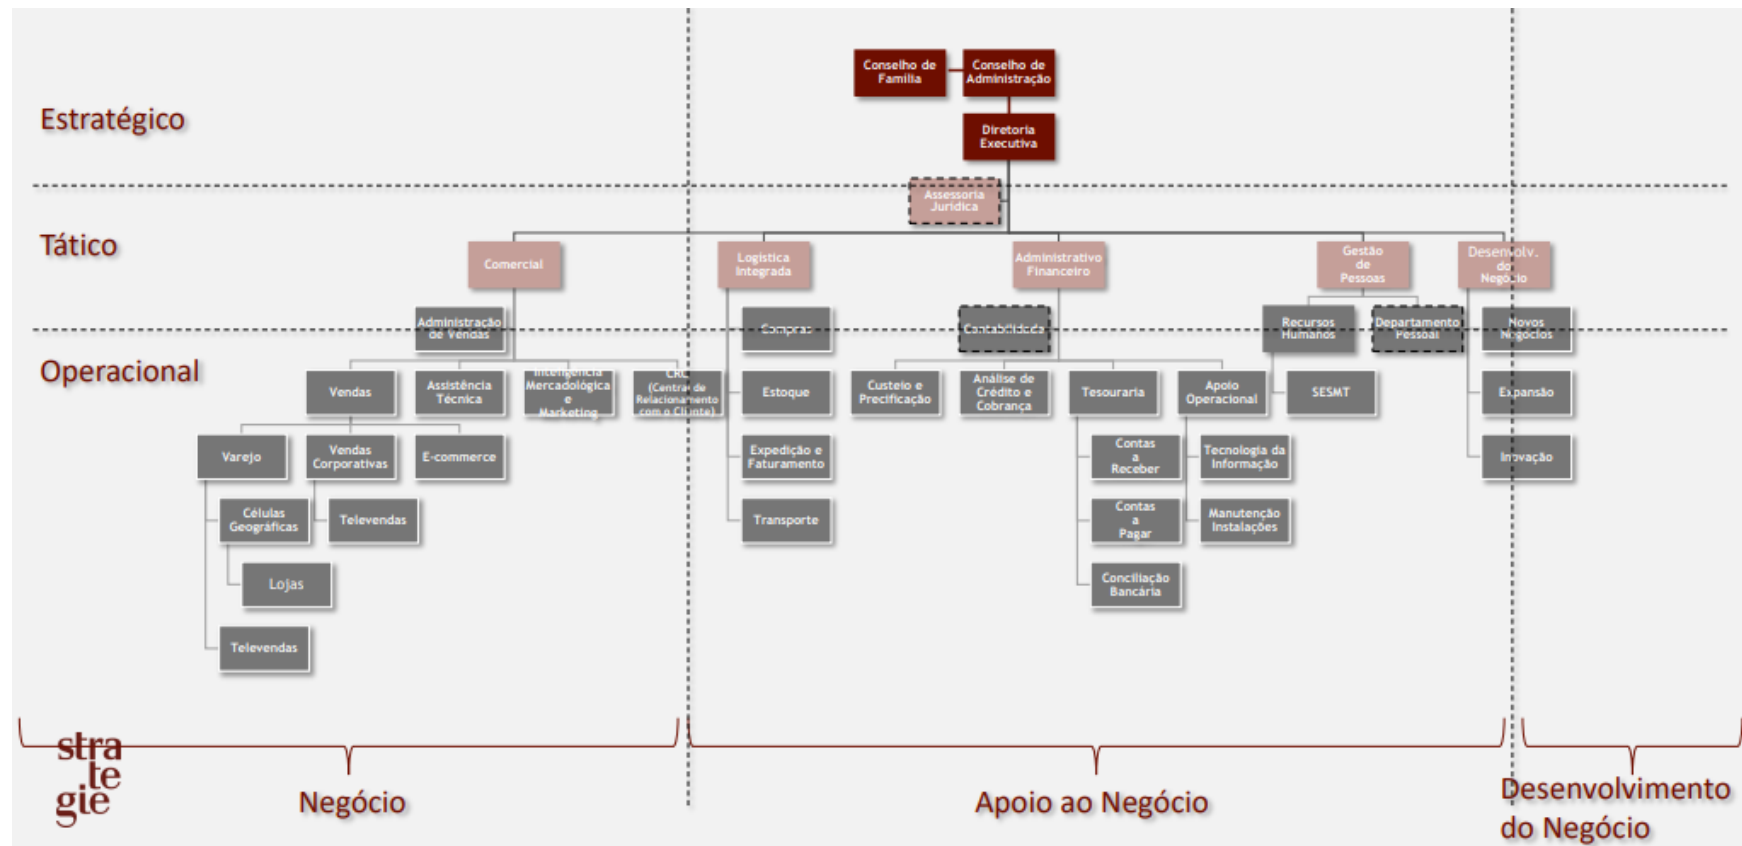 Conselho de
Família
Conselho de
Administração
Diretoria
Executiva
Estratégico
Assessoria
Jurídica
Tático
Comercial
Logística
Integrada
Administrativo
Financeiro
Gestão
de
Pessoas
Desenvolv.
do
Negócio
Administração
de Vendas
Compras
Contabilidade
Recursos
Humanos
Departamento
Pessoal
Novos
Negócios
Operacional
Vendas
Assistência
Técnica
Inteligência
Mercadológica
e
Marketing
CRC
(Central de
Relacionamento
com o Cliente)
Estoque
Custeio e
Precificação
Análise de
Crédito e
Cobrança
Tesouraria
Apoio
Operacional
SESMT
Expansão
Varejo
Vendas
Corporativas
E-commerce
Expedição e
Faturamento
Contas
a
Receber
Tecnologia da
Informação
Inovação
Células
Geográficas
Televendas
Transporte
Contas
a
Pagar
Manutenção
Instalações
Lojas
Conciliação
Bancária
Televendas
stra
te
gie
Negócio
Apoio ao Negócio
Desenvolvimento
do Negócio